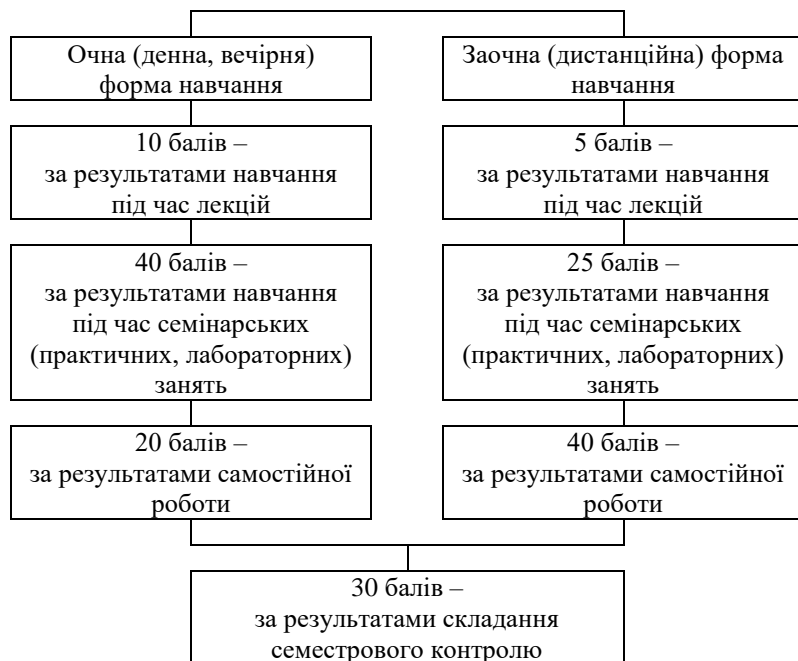 Очна (денна, вечірня)
форма навчання
Заочна (дистанційна) форма
навчання
10 балів –
за результатами навчання
під час лекцій
5 балів –
за результатами навчання
під час лекцій
40 балів –
за результатами навчання
під час семінарських
(практичних, лабораторних)
занять
25 балів –
за результатами навчання
під час семінарських
(практичних, лабораторних)
занять
20 балів –
за результатами самостійної
роботи
40 балів –
за результатами самостійної
роботи
30 балів –
за результатами складання
семестрового контролю